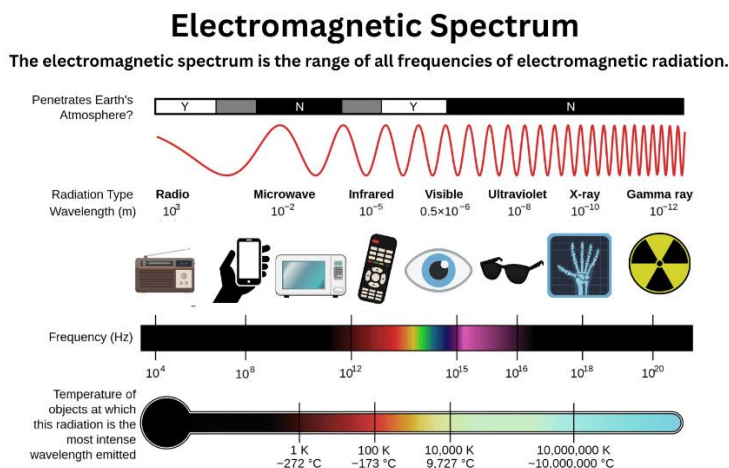 Electromagnetic Spectrum
The electromagnetic spectrum is the range of all frequencies of electromagnetic radiation.
Penetrates Earth's
Atmosphere?
Y N Y N
Radiation Type Radio Microwave Infrared Visible Ultraviolet X-ray Gamma ray
Wavelength (m) 10³ 10⁻² 10⁻⁵ 0.5×10⁻⁶ 10⁻⁸ 10⁻¹⁰ 10⁻¹²
Frequency (Hz)
10⁴ 10⁸ 10¹² 10¹⁵ 10¹⁶ 10¹⁸ 10²⁰
Temperature of
objects at which
this radiation is the
most intense
wavelength emitted
1 K 100 K 10,000 K 10,000,000 K
−272 °C −173 °C 9.727 °C ~10.000,000 °C